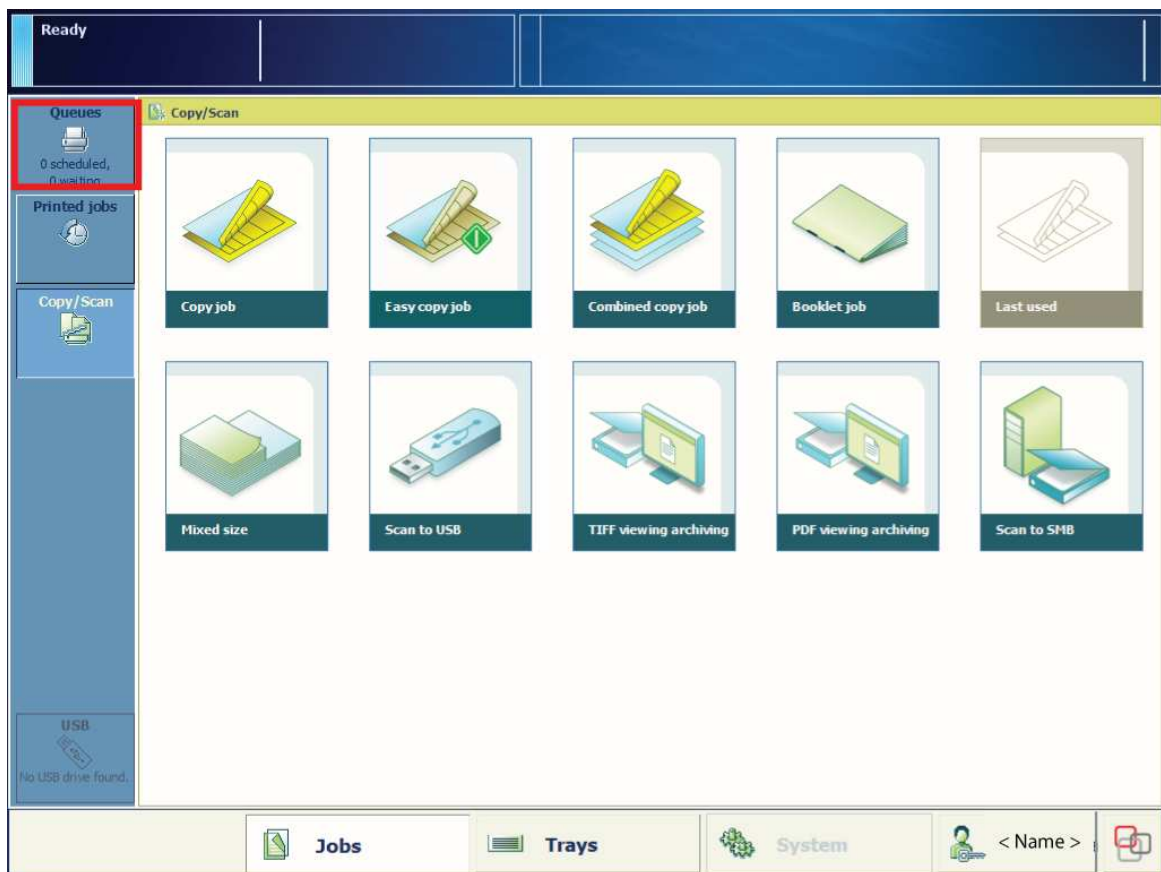 Ready
Queues
0 scheduled,
0 waiting
Printed jobs
Copy/Scan
USB
No USB drive found.
Copy/Scan
Copy job
Easy copy job
Combined copy job
Booklet job
Last used
Mixed size
Scan to USB
TIFF viewing archiving
PDF viewing archiving
Scan to SMB
Jobs
Trays
System
< Name >